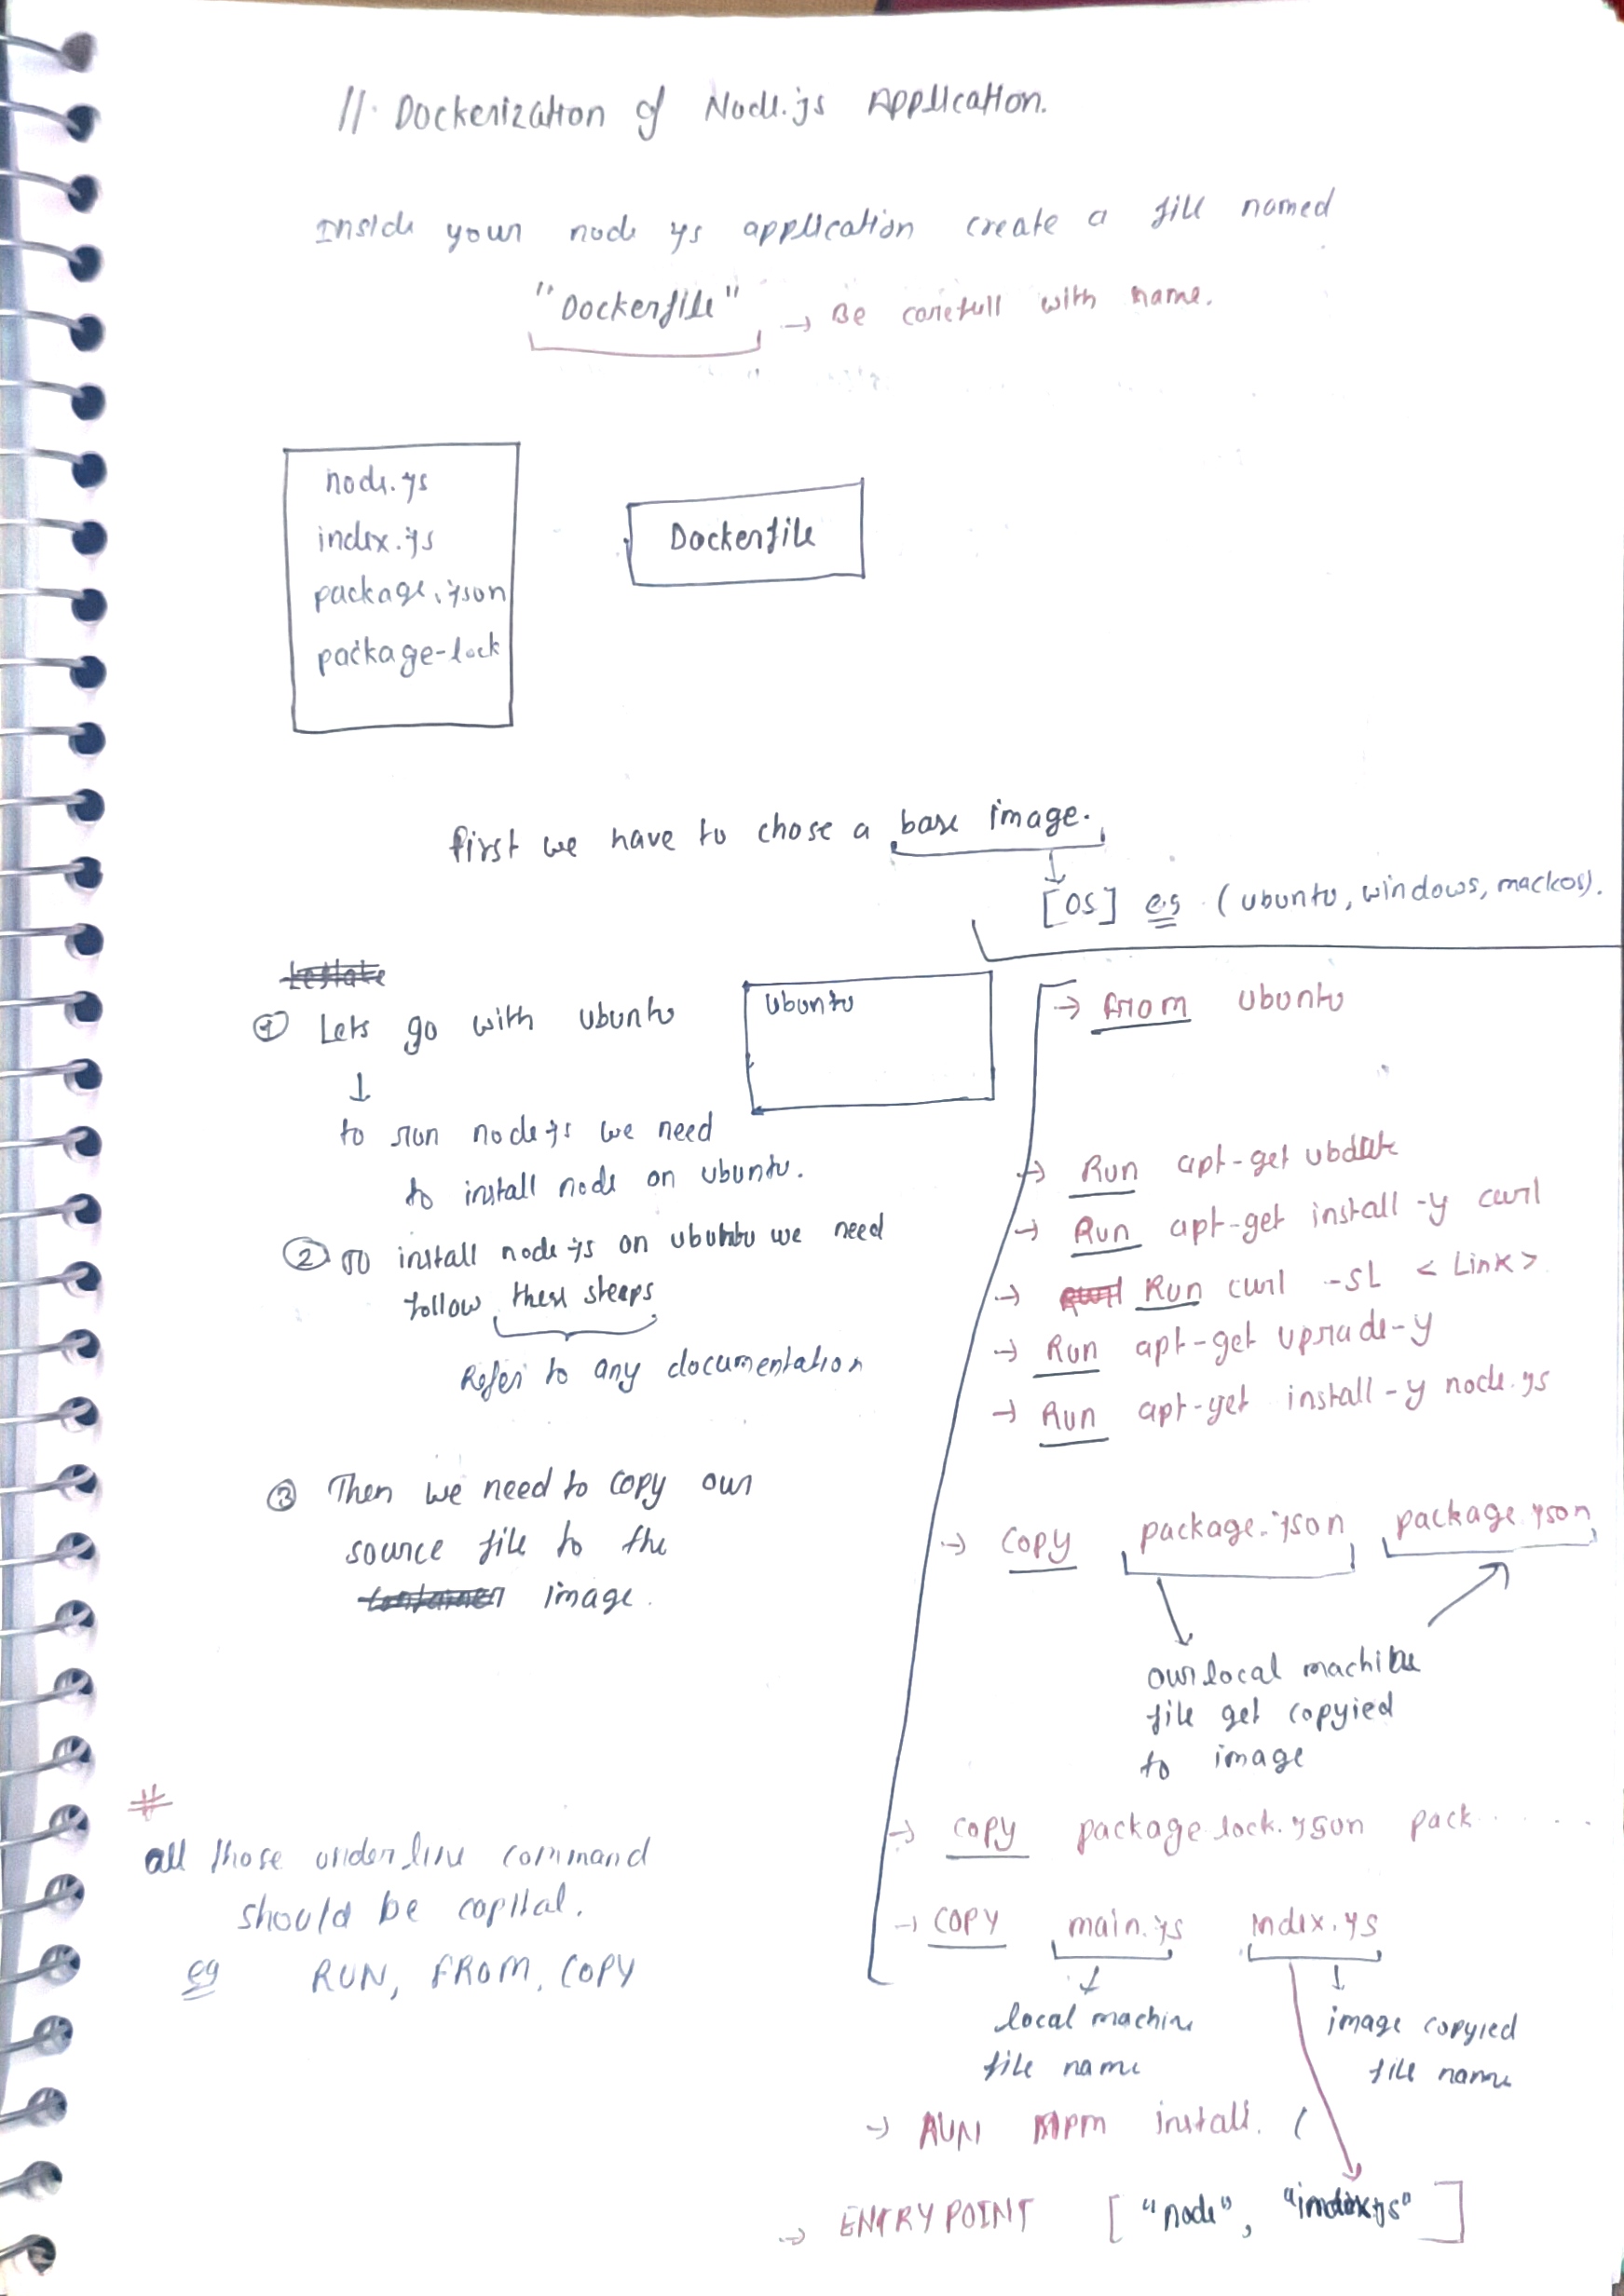 11. Dockerization of Node.js Application.
Inside your node js application create a file named
"Dockerfile" → Be carefull with name.
node.js
index.js
package.json
package-lock
Dockerfile
first we have to chose a base image.
[OS] eg. (ubuntu, windows, mackos).
① Lets go with ubuntu
↓
to run node js we need
to install node on ubuntu.
② To install node js on ububtu we need
follow these steeps
Refer to any documentation
③ Then we need to copy our
source file to the
container image.
#
all those underline command
should be capital.
eg RUN, FROM, COPY
Ubuntu
→ from ubuntu
→ Run apt-get ubdate
→ Run apt-get install -y curl
→ Run curl -sL < Link >
→ Run apt-get upgrade -y
→ Run apt-get install -y node.js
→ Copy package.json package.json
our local machine
file get copyied
to image
→ copy package-lock.json pack......
→ COPY main.js index.js
local machine
file name
image copyied
file name
→ RUN npm install. (
→ ENTRYPOINT ["node", "index.js"]